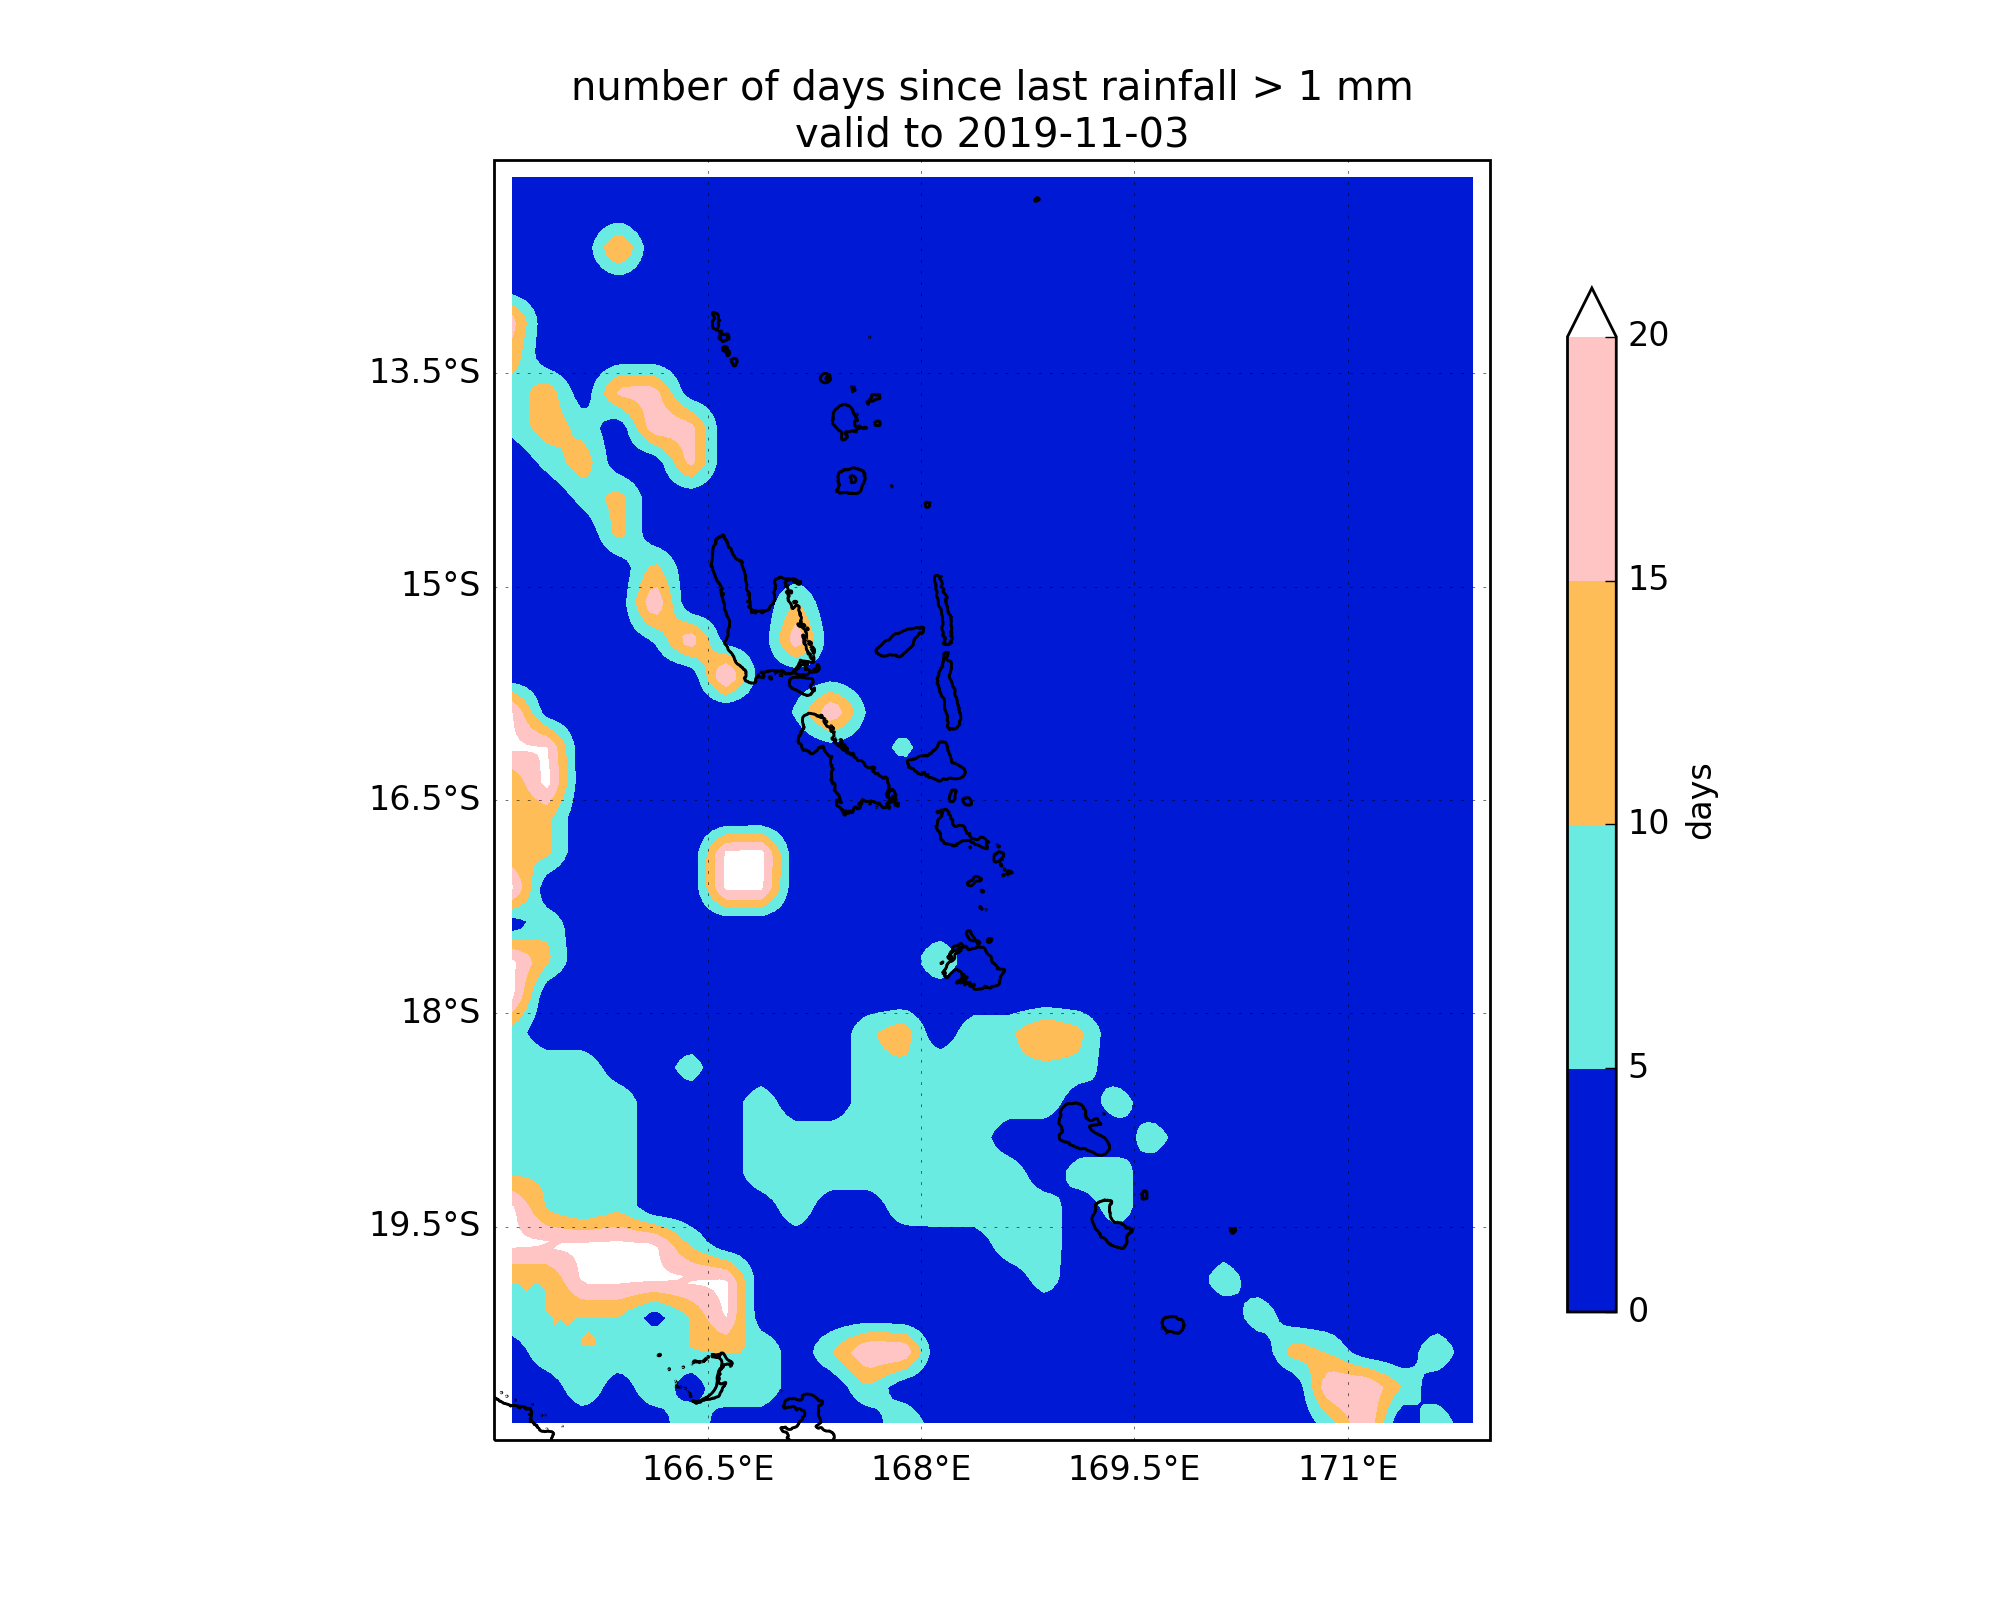 number of days since last rainfall > 1 mm
valid to 2019-11-03
13.5°S
15°S
16.5°S
18°S
19.5°S
166.5°E
168°E
169.5°E
171°E
20
15
10
5
0
days